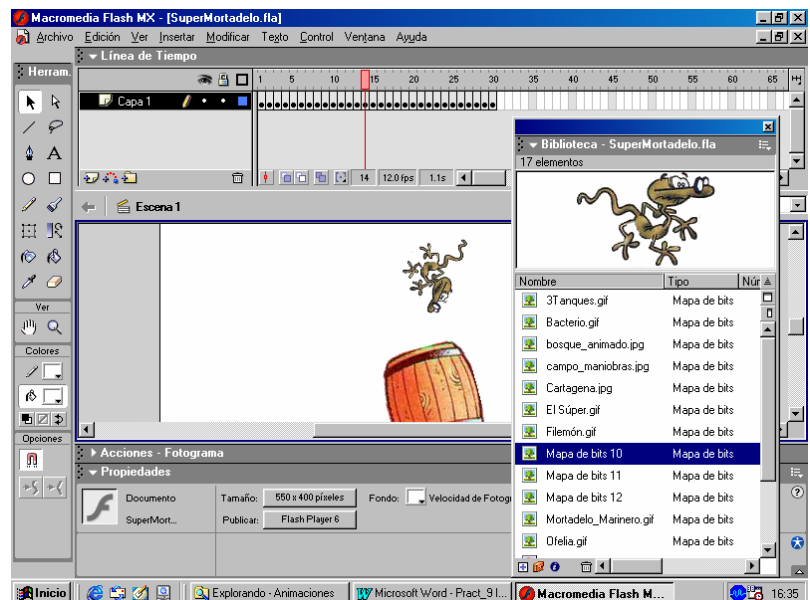 Macromedia Flash MX - [SuperMortadelo.fla]
Archivo Edición Ver Insertar Modificar Texto Control Ventana Ayuda
Línea de Tiempo
Herram.
1 5 10 15 20 25 30 35 40 45 50 55 60 65
Capa 1
14 12.0 fps 1.1s
Escena 1
Ver
Colores
Opciones
Biblioteca - SuperMortadelo.fla
17 elementos
Nombre Tipo Núr
3Tanques.gif Mapa de bits
Bacterio.gif Mapa de bits
bosque_animado.jpg Mapa de bits
campo_maniobras.jpg Mapa de bits
Cartagena.jpg Mapa de bits
El Súper.gif Mapa de bits
Filemón.gif Mapa de bits
Mapa de bits 10 Mapa de bits
Mapa de bits 11 Mapa de bits
Mapa de bits 12 Mapa de bits
Mortadelo_Marinero.gif Mapa de bits
Ofelia.gif Mapa de bits
Acciones - Fotograma
Propiedades
Documento Tamaño: 550 x 400 píxeles Fondo: Velocidad de Fotogr
SuperMort... Publicar: Flash Player 6
Inicio Explorando - Animaciones Microsoft Word - Pract_9 l... Macromedia Flash M... 16:35